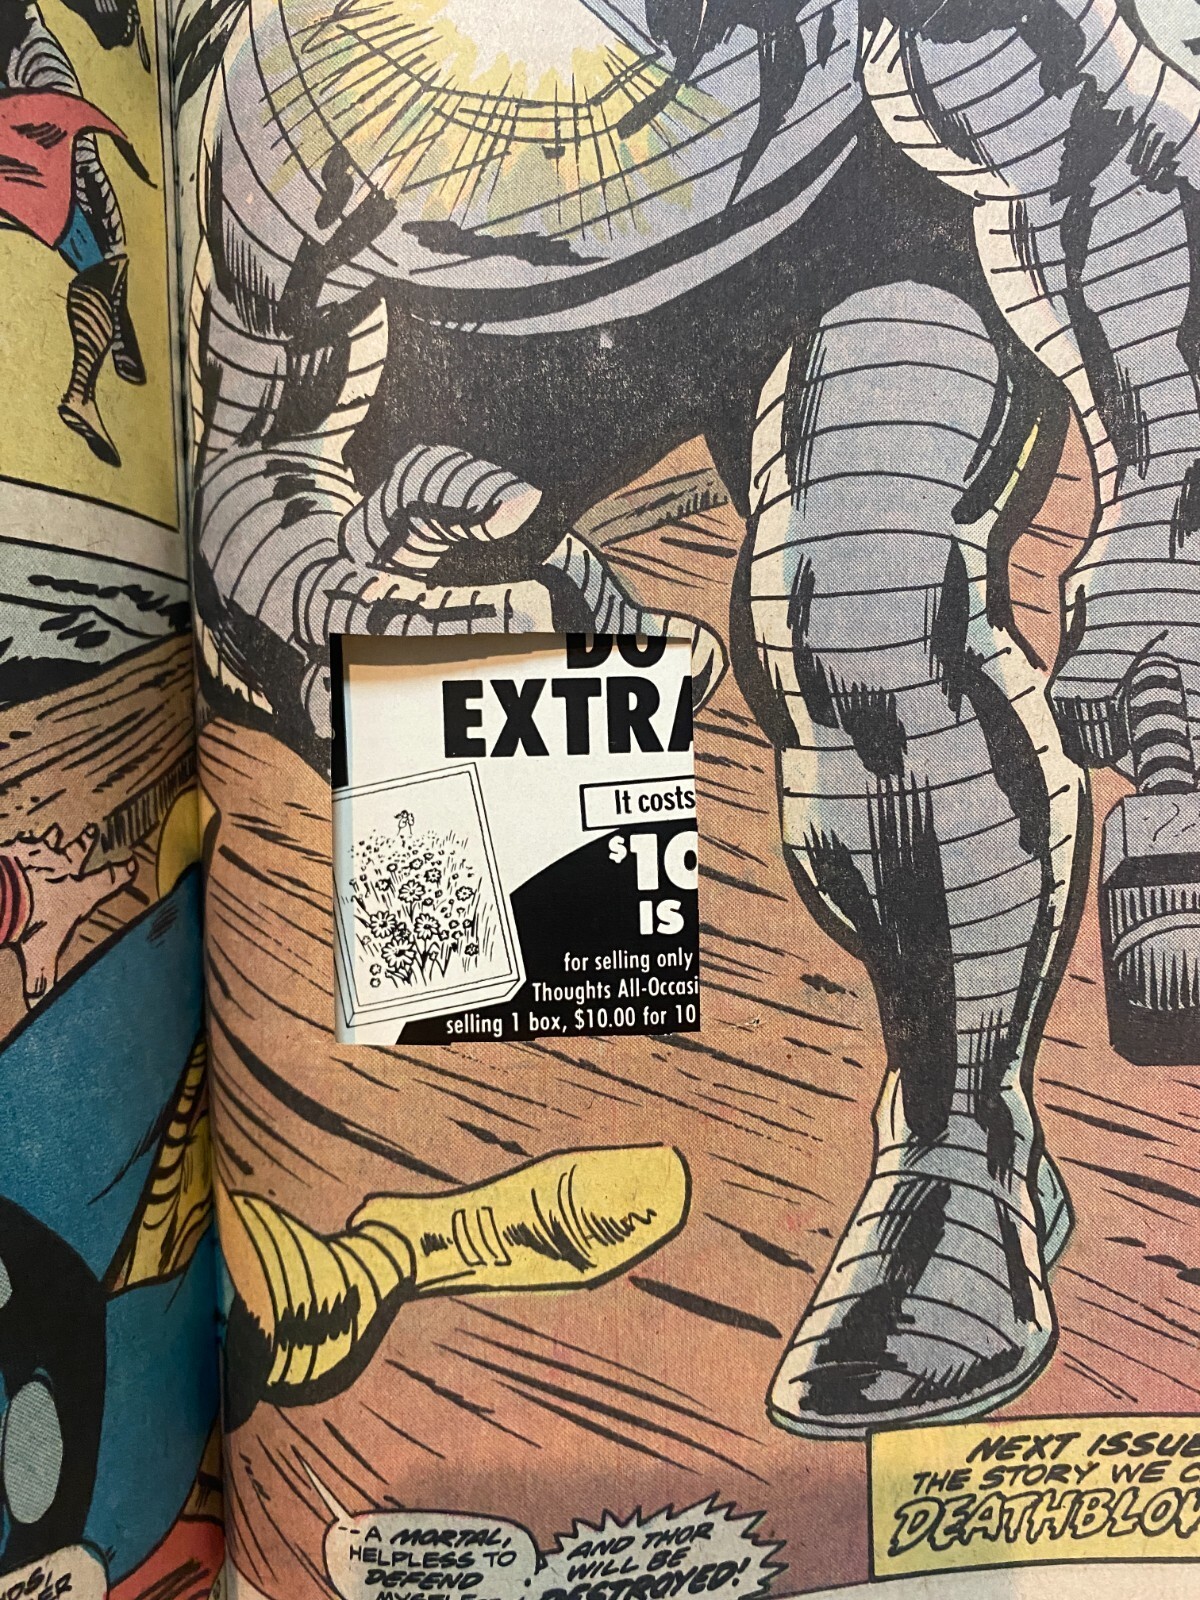 DO
EXTRA
It costs
$10
IS
for selling only
Thoughts All-Occasi
selling 1 box, $10.00 for 10
NEXT ISSUE
THE STORY WE C
DEATHBLOW
--A MORTAL,
HELPLESS TO
DEFEND
AND THOR
WILL BE
DESTROYED!